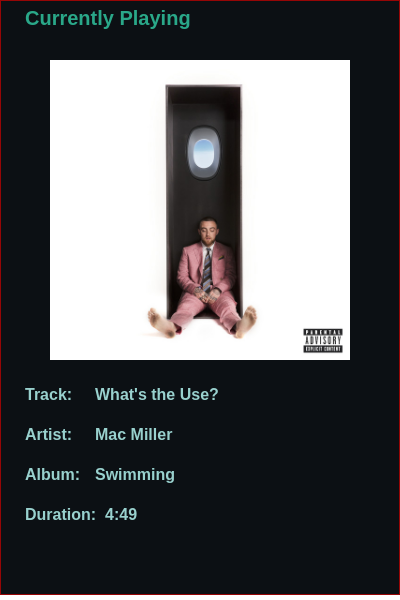 Currently Playing
PARENTAL
ADVISORY
EXPLICIT CONTENT
Track: What's the Use?
Artist: Mac Miller
Album: Swimming
Duration: 4:49